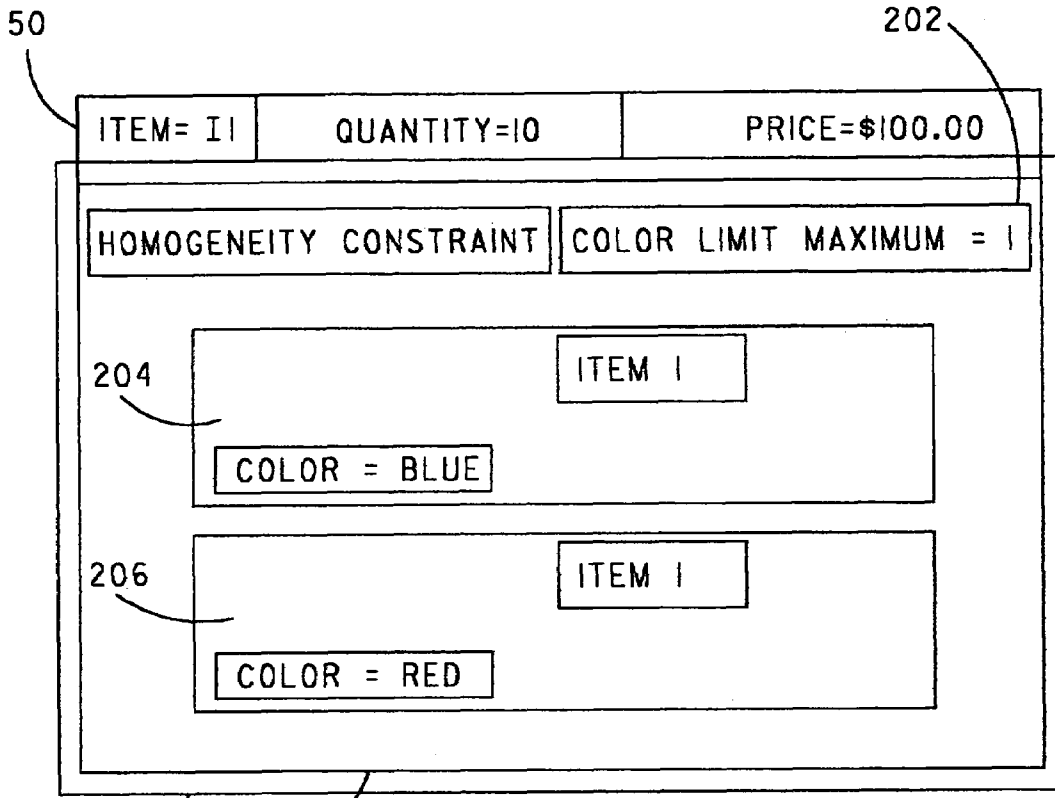 50
202
ITEM= I1
QUANTITY=10
PRICE=$100.00
HOMOGENEITY CONSTRAINT
COLOR LIMIT MAXIMUM = 1
204
ITEM 1
COLOR = BLUE
206
ITEM 1
COLOR = RED